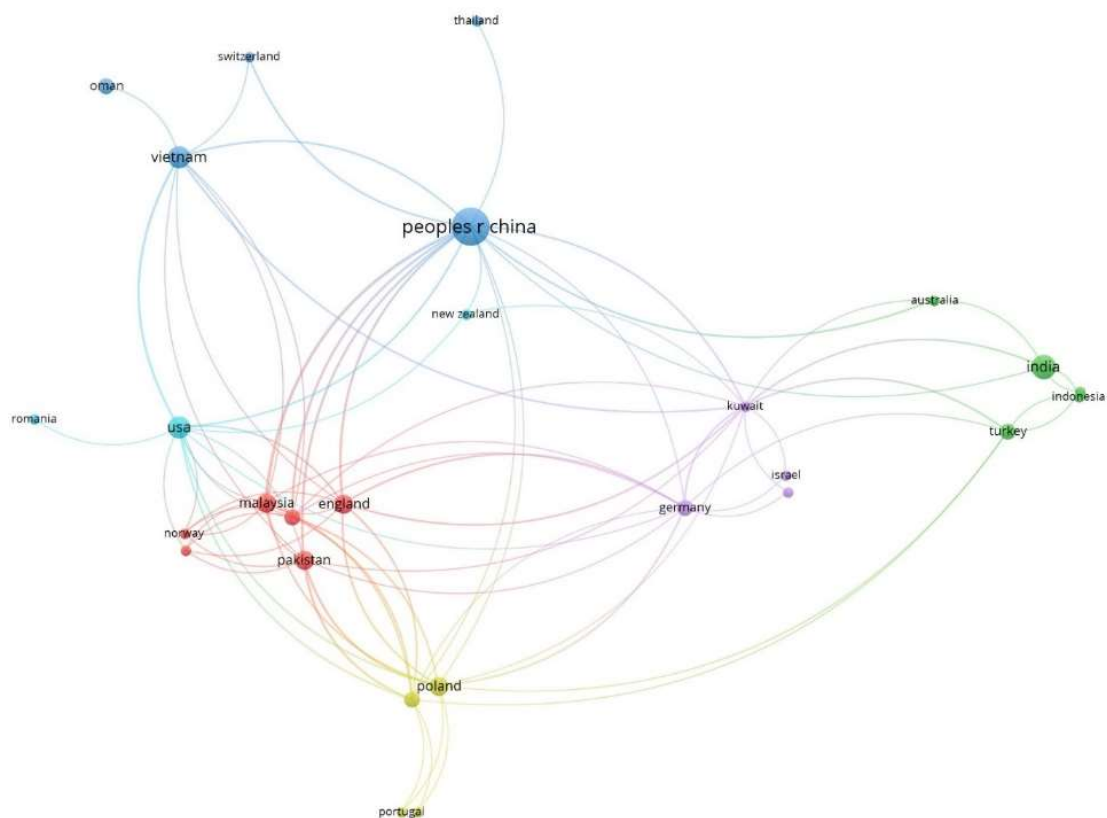 thailand
switzerland
oman
vietnam
peoples r china
australia
new zealand
india
indonesia
kuwait
romania
usa
turkey
israel
malaysia
england
germany
norway
pakistan
poland
portugal